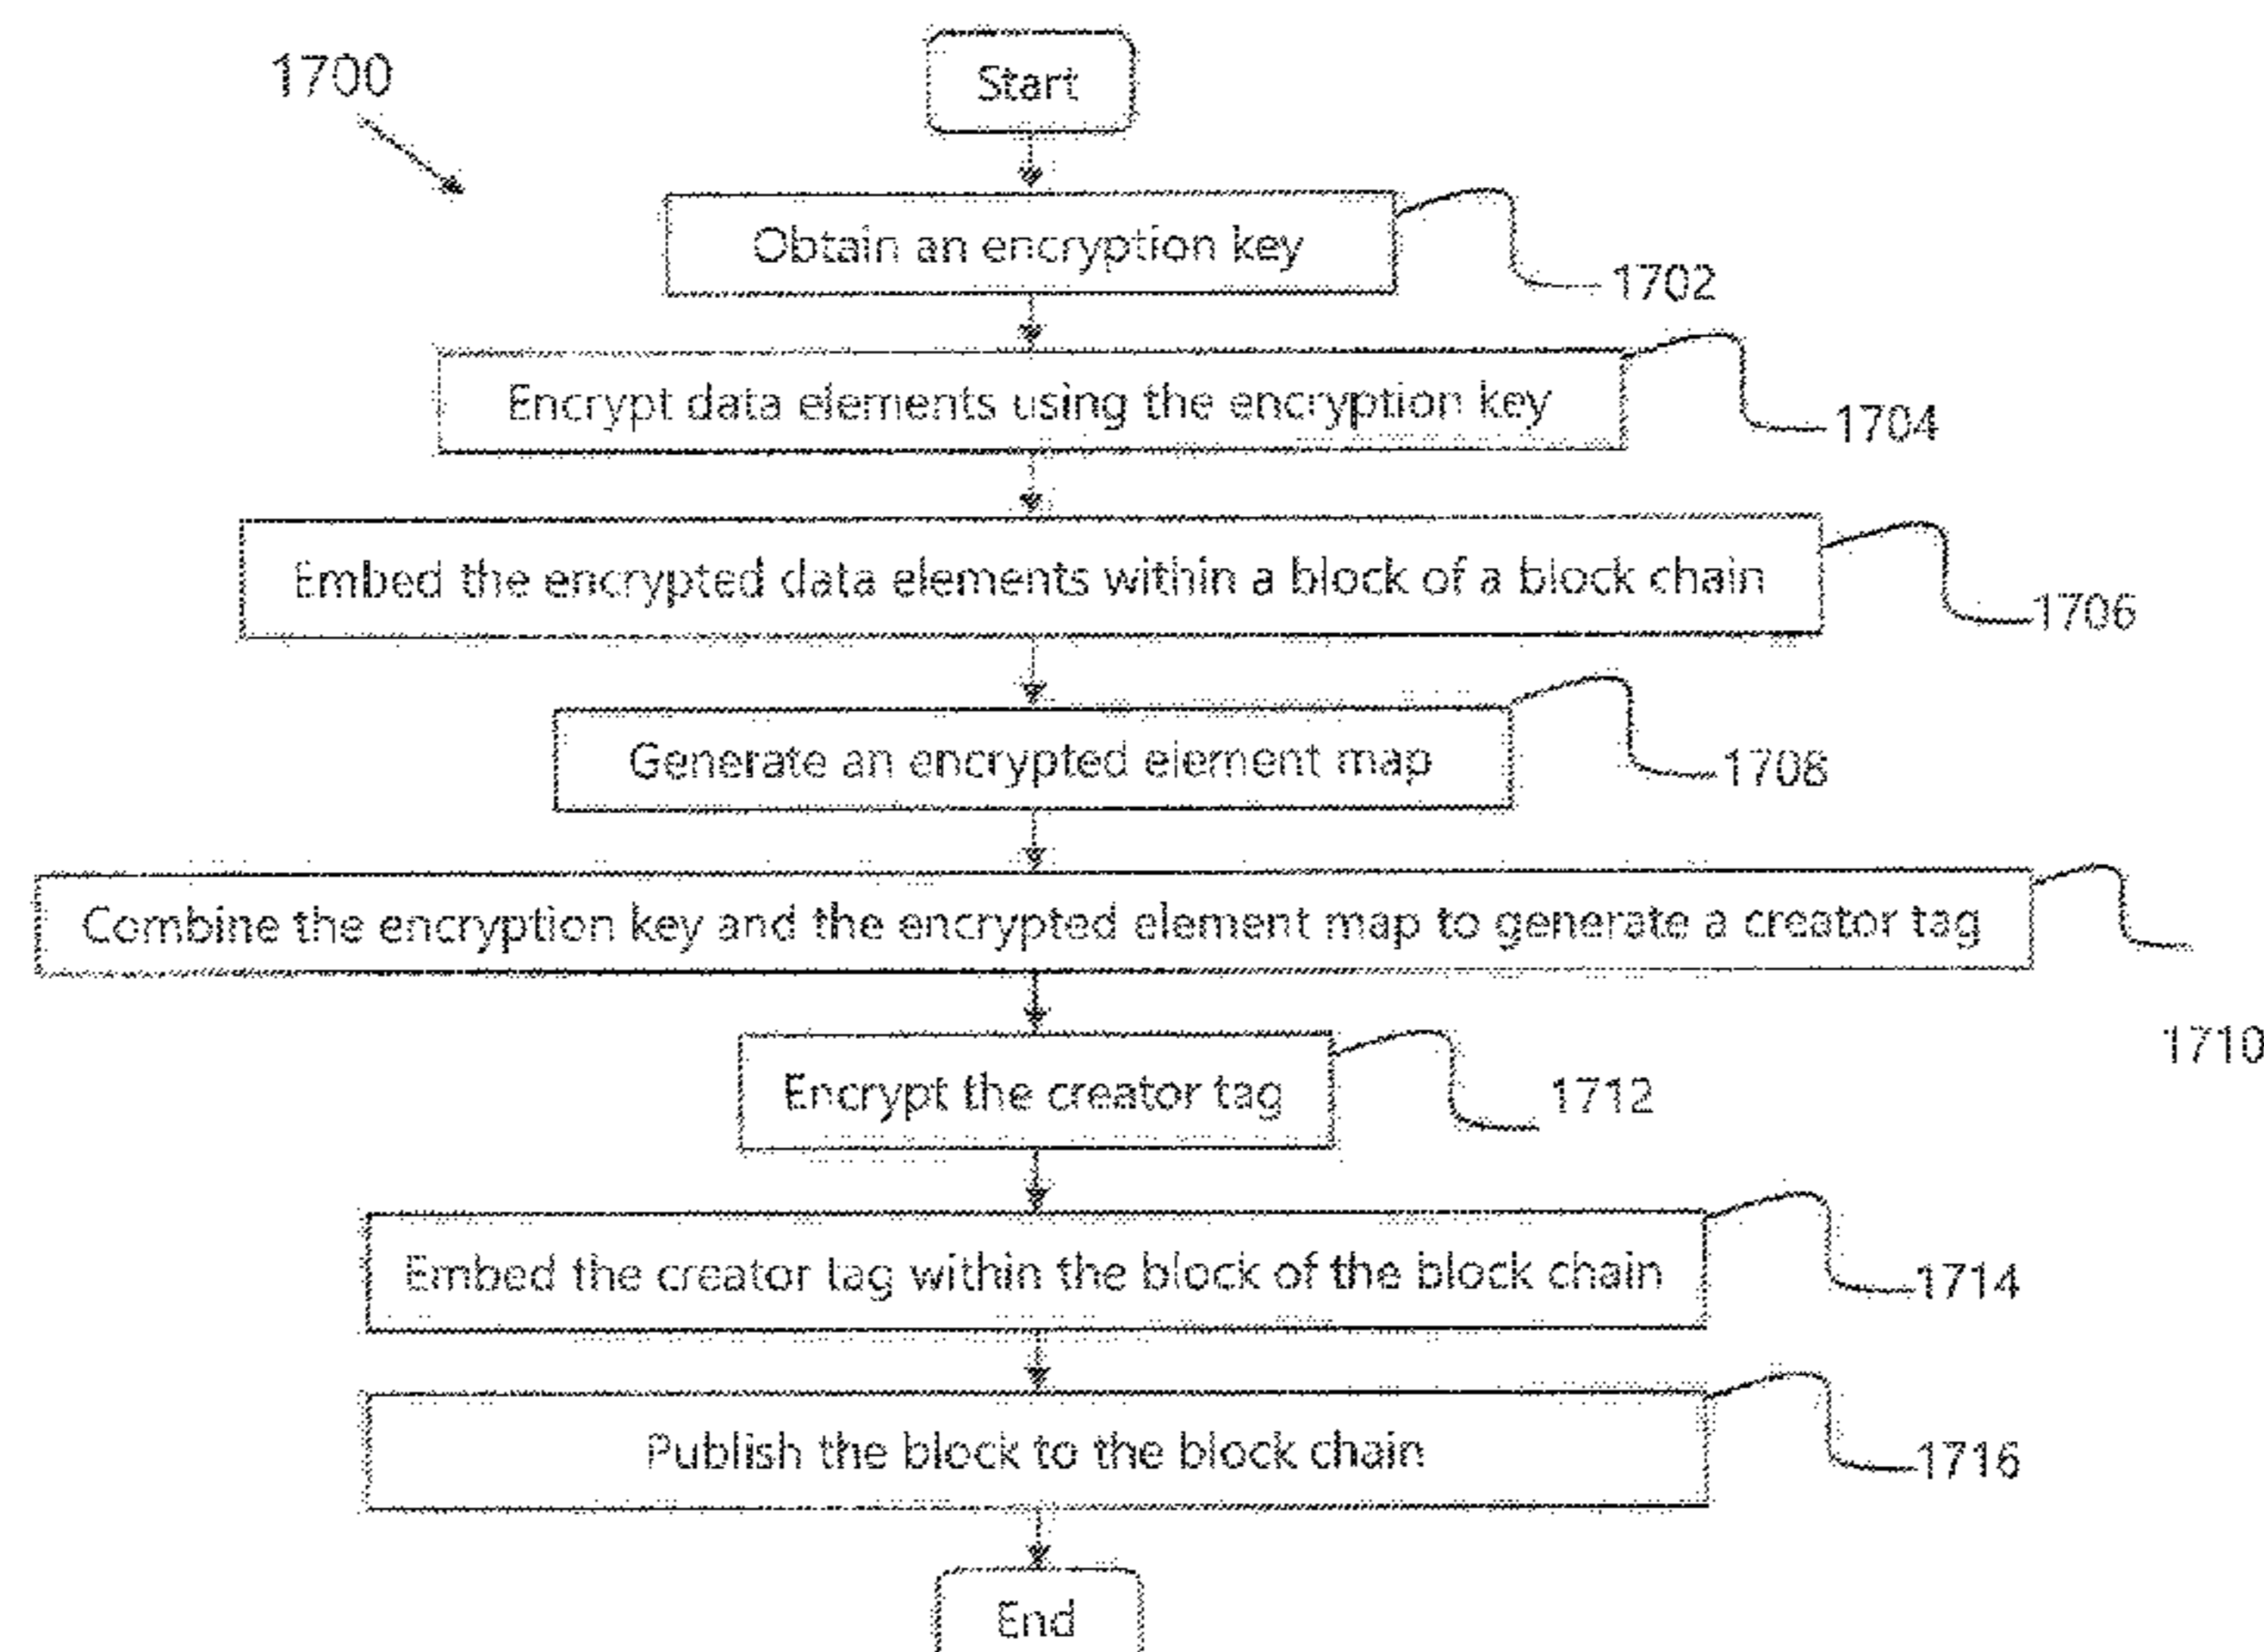 1700
Start
Obtain an encryption key
1702
Encrypt data elements using the encryption key
1704
Embed the encrypted data elements within a block of a block chain
1706
Generate an encrypted element map
1708
Combine the encryption key and the encrypted element map to generate a creator tag
1710
Encrypt the creator tag
1712
Embed the creator tag within the block of the block chain
1714
Publish the block to the block chain
1716
End